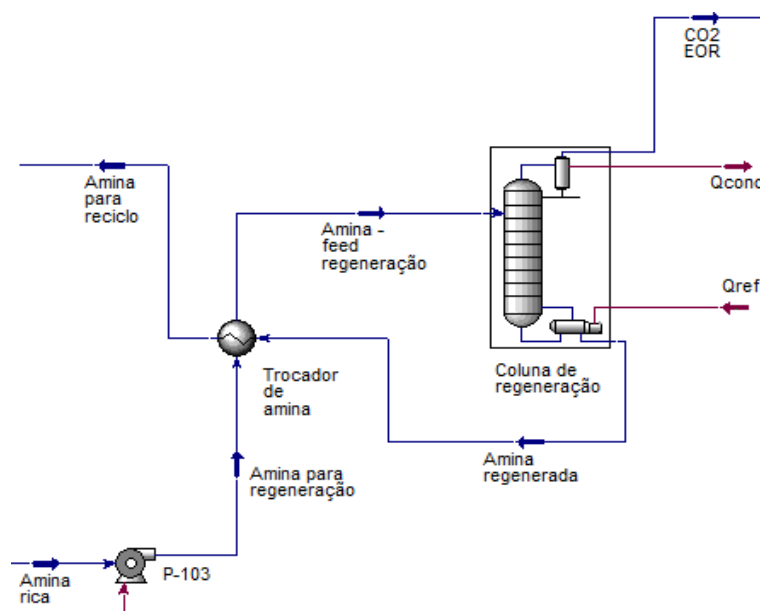 CO2
EOR
Amina
para
reciclo
Qcond
Amina -
feed
regeneração
Qref
Trocador
de
amina
Coluna de
regeneração
Amina
regenerada
Amina para
regeneração
P-103
Amina
rica